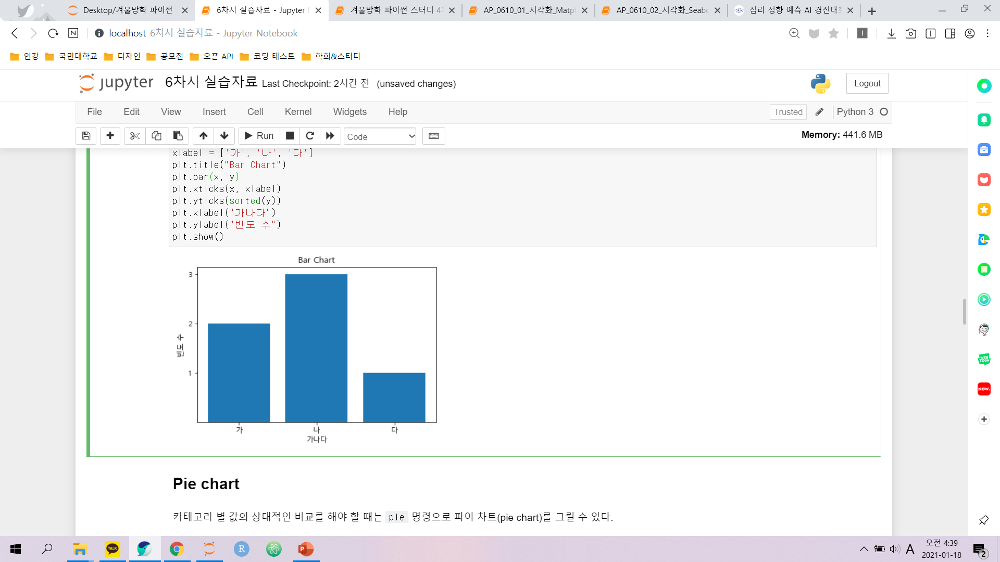 Desktop/겨울방학 파이썬
6차시 실습자료 - Jupyter
겨울방학 파이썬 스터디
AP_0610_01_시각화_Matp
AP_0610_02_시각화_Seab
심리 성향 예측 AI 경진대회
localhost 6차시 실습자료 - Jupyter Notebook
인강 국민대학교 디자인 공모전 오픈 API 코딩 테스트 학회&스터디
jupyter 6차시 실습자료 Last Checkpoint: 2시간 전 (unsaved changes)
Logout
File Edit View Insert Cell Kernel Widgets Help
Trusted Python 3
Run Code Memory: 441.6 MB
xlabel = ['가', '나', '다']
plt.title("Bar Chart")
plt.bar(x, y)
plt.xticks(x, xlabel)
plt.yticks(sorted(y))
plt.xlabel("가나다")
plt.ylabel("빈도 수")
plt.show()
Bar Chart
3
2
1
빈도 수
가 나 다
가나다
Pie chart
카테고리 별 값의 상대적인 비교를 해야 할 때는 pie 명령으로 파이 차트(pie chart)를 그릴 수 있다.
WEB
TOON
NOW.
TALK
R
P
A
오전 4:39
2021-01-18
2